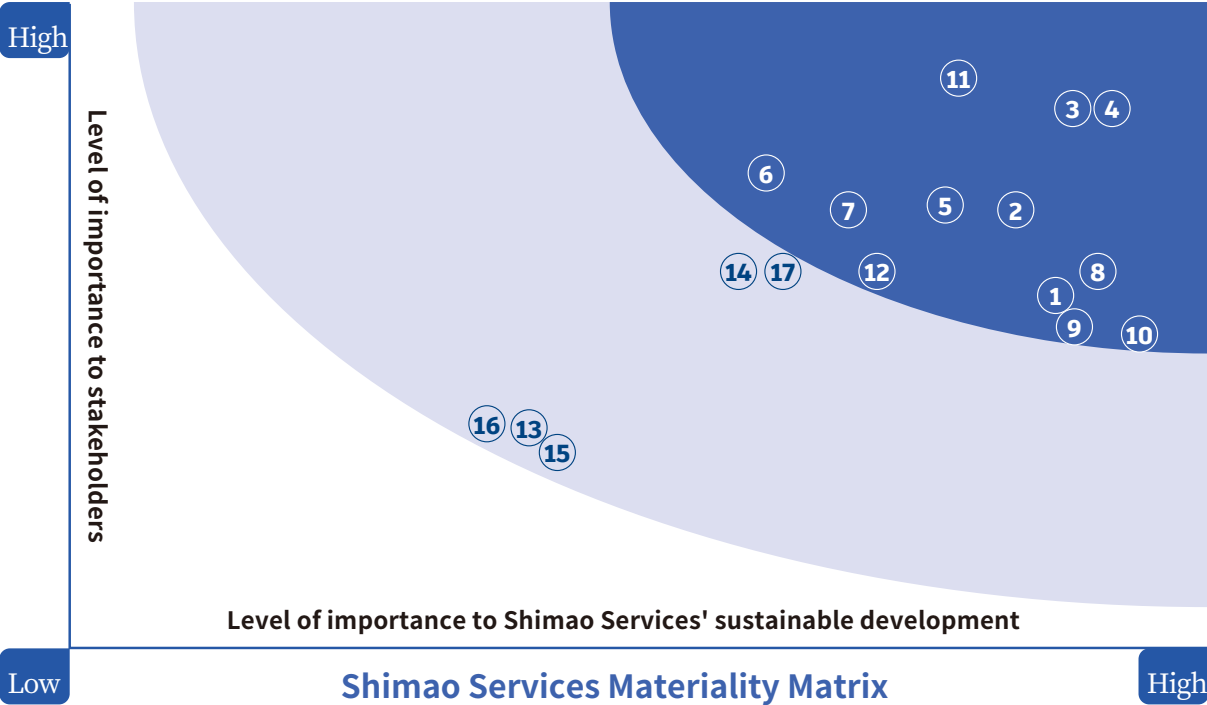 High
Level of importance to stakeholders
11
3 4
6
7 5 2
14 17 12 8
1
9 10
16 13
15
Level of importance to Shimao Services' sustainable development
Low
Shimao Services Materiality Matrix
High